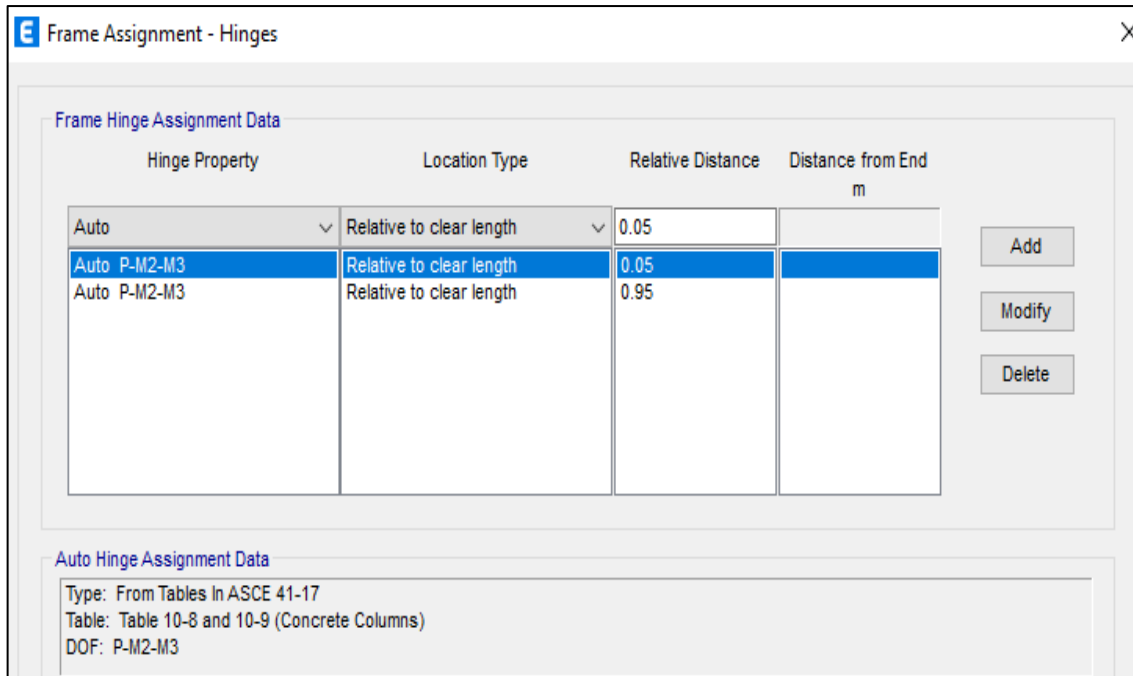 E Frame Assignment - Hinges
Frame Hinge Assignment Data
Hinge Property Location Type Relative Distance Distance from End
m
Auto Relative to clear length 0.05
Add
Auto P-M2-M3 Relative to clear length 0.05
Auto P-M2-M3 Relative to clear length 0.95
Modify
Delete
Auto Hinge Assignment Data
Type: From Tables In ASCE 41-17
Table: Table 10-8 and 10-9 (Concrete Columns)
DOF: P-M2-M3